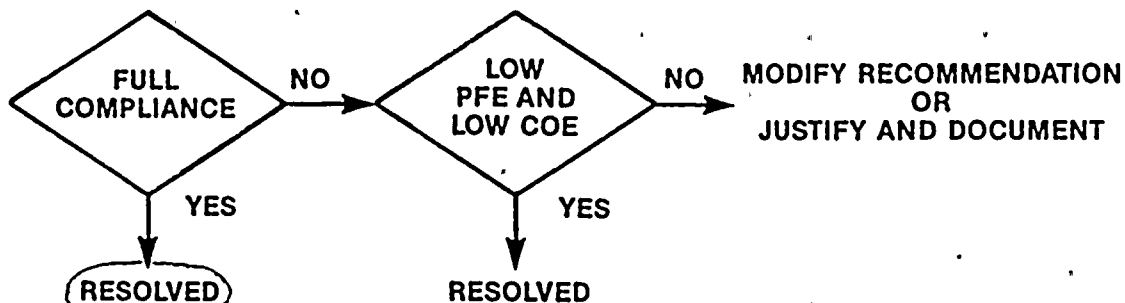 FULL
COMPLIANCE
NO
LOW
PFE AND
LOW COE
NO
MODIFY RECOMMENDATION
OR
JUSTIFY AND DOCUMENT
YES
YES
RESOLVED
RESOLVED